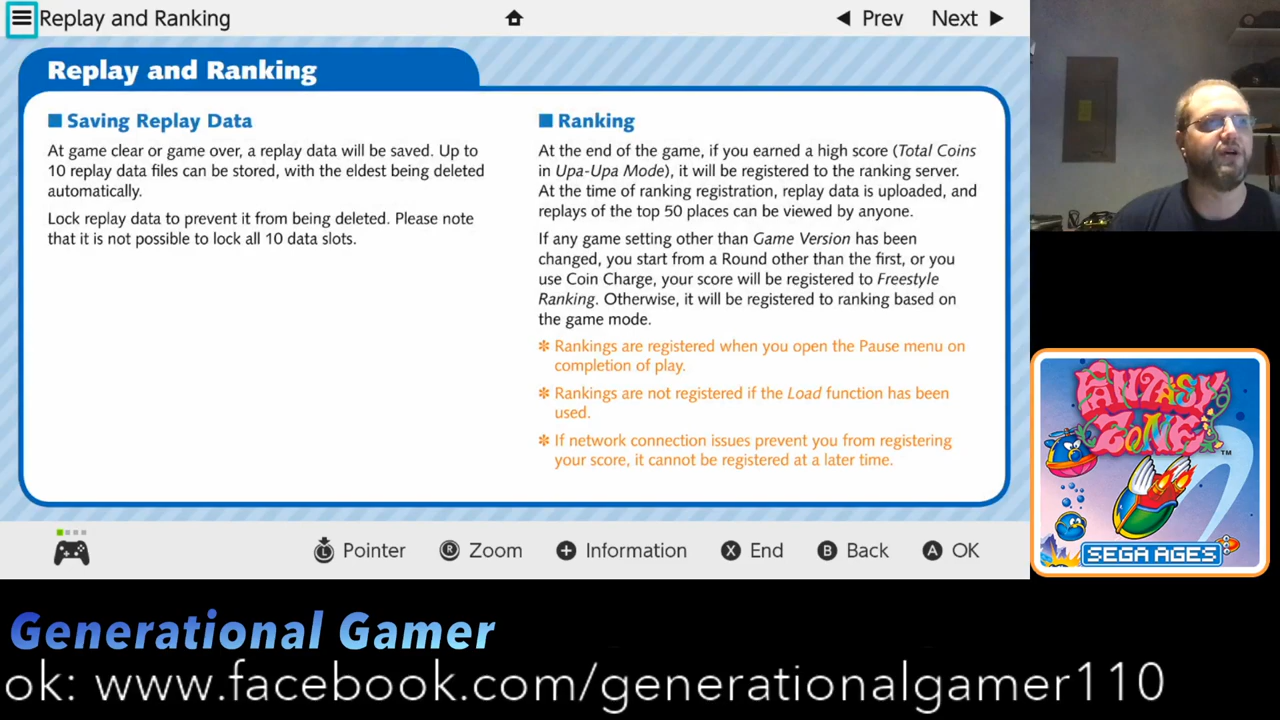 Replay and Ranking
Prev
Next
Replay and Ranking
Saving Replay Data
At game clear or game over, a replay data will be saved. Up to
10 replay data files can be stored, with the eldest being deleted
automatically.
Lock replay data to prevent it from being deleted. Please note
that it is not possible to lock all 10 data slots.
Ranking
At the end of the game, if you earned a high score (Total Coins
in Upa-Upa Mode), it will be registered to the ranking server.
At the time of ranking registration, replay data is uploaded, and
replays of the top 50 places can be viewed by anyone.
If any game setting other than Game Version has been
changed, you start from a Round other than the first, or you
use Coin Charge, your score will be registered to Freestyle
Ranking. Otherwise, it will be registered to ranking based on
the game mode.
✻ Rankings are registered when you open the Pause menu on
completion of play.
✻ Rankings are not registered if the Load function has been
used.
✻ If network connection issues prevent you from registering
your score, it cannot be registered at a later time.
FANTASY
ZONE
TM
SEGA AGES
Pointer
R Zoom
+ Information
X End
B Back
A OK
Generational Gamer
ok: www.facebook.com/generationalgamer110